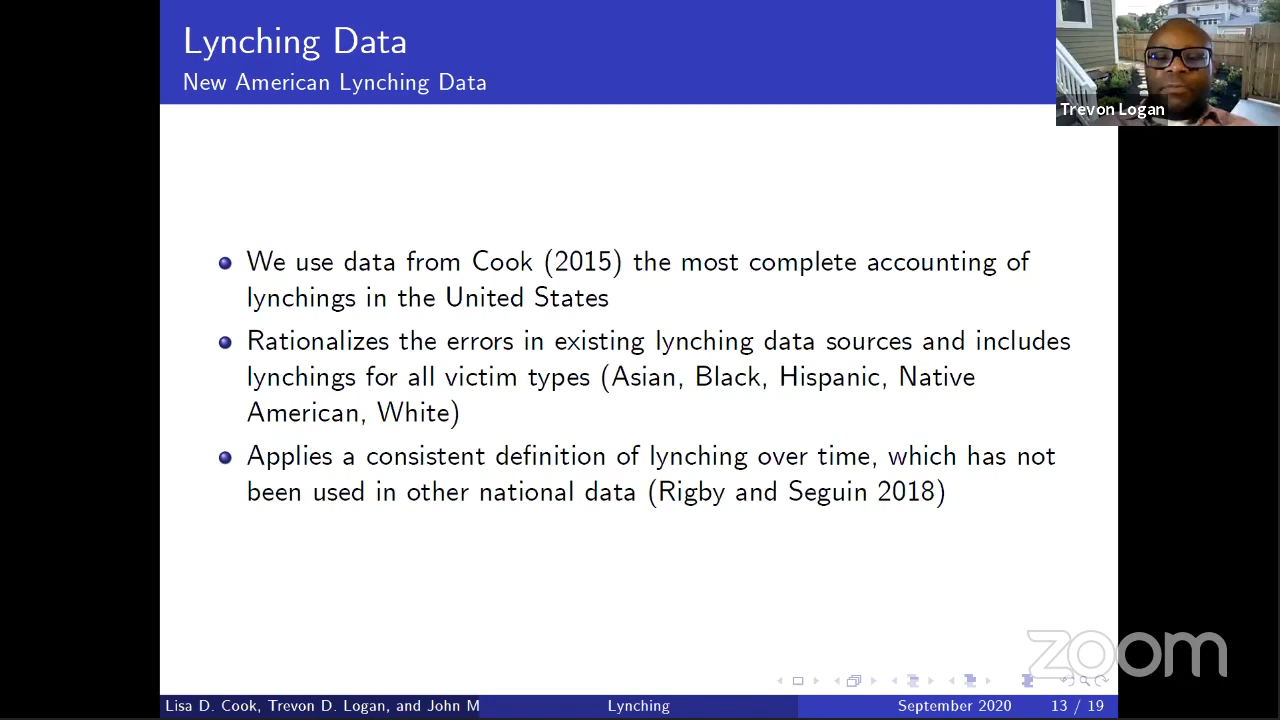 Lynching Data
New American Lynching Data
Trevon Logan
We use data from Cook (2015) the most complete accounting of
lynchings in the United States
Rationalizes the errors in existing lynching data sources and includes
lynchings for all victim types (Asian, Black, Hispanic, Native
American, White)
Applies a consistent definition of lynching over time, which has not
been used in other national data (Rigby and Seguin 2018)
zoom
Lisa D. Cook, Trevon D. Logan, and John M
Lynching
September 2020
13 / 19